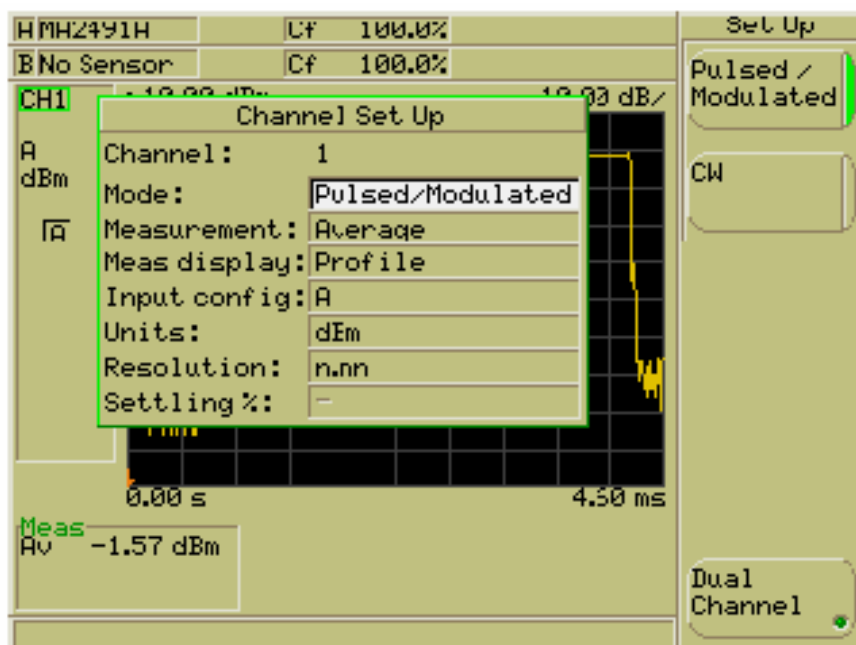 A MA2491A Cf 100.0% Set Up
B No Sensor Cf 100.0%
Pulsed /
Modulated
CH1 10.00 dB/
Channel Set Up
A
dBm
A
Channel: 1
Mode: Pulsed/Modulated
Measurement: Average
Meas display: Profile
Input config: A
Units: dBm
Resolution: n.nn
Settling %: –
CW
0.00 s 4.50 ms
Meas
Av -1.57 dBm
Dual
Channel